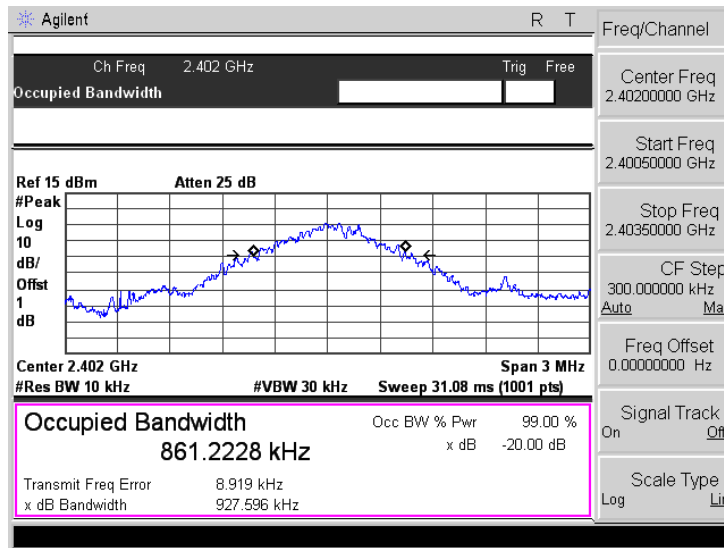 Agilent
R T
Ch Freq 2.402 GHz
Trig Free
Occupied Bandwidth
Ref 15 dBm
Atten 25 dB
#Peak
Log
10
dB/
Offst
1
dB
Center 2.402 GHz
Span 3 MHz
#Res BW 10 kHz
#VBW 30 kHz
Sweep 31.08 ms (1001 pts)
Occupied Bandwidth
861.2228 kHz
Occ BW % Pwr 99.00 %
x dB -20.00 dB
Transmit Freq Error 8.919 kHz
x dB Bandwidth 927.596 kHz
Freq/Channel
Center Freq
2.40200000 GHz
Start Freq
2.40050000 GHz
Stop Freq
2.40350000 GHz
CF Step
300.000000 kHz
Auto Ma
Freq Offset
0.00000000 Hz
Signal Track
On Off
Scale Type
Log Lin